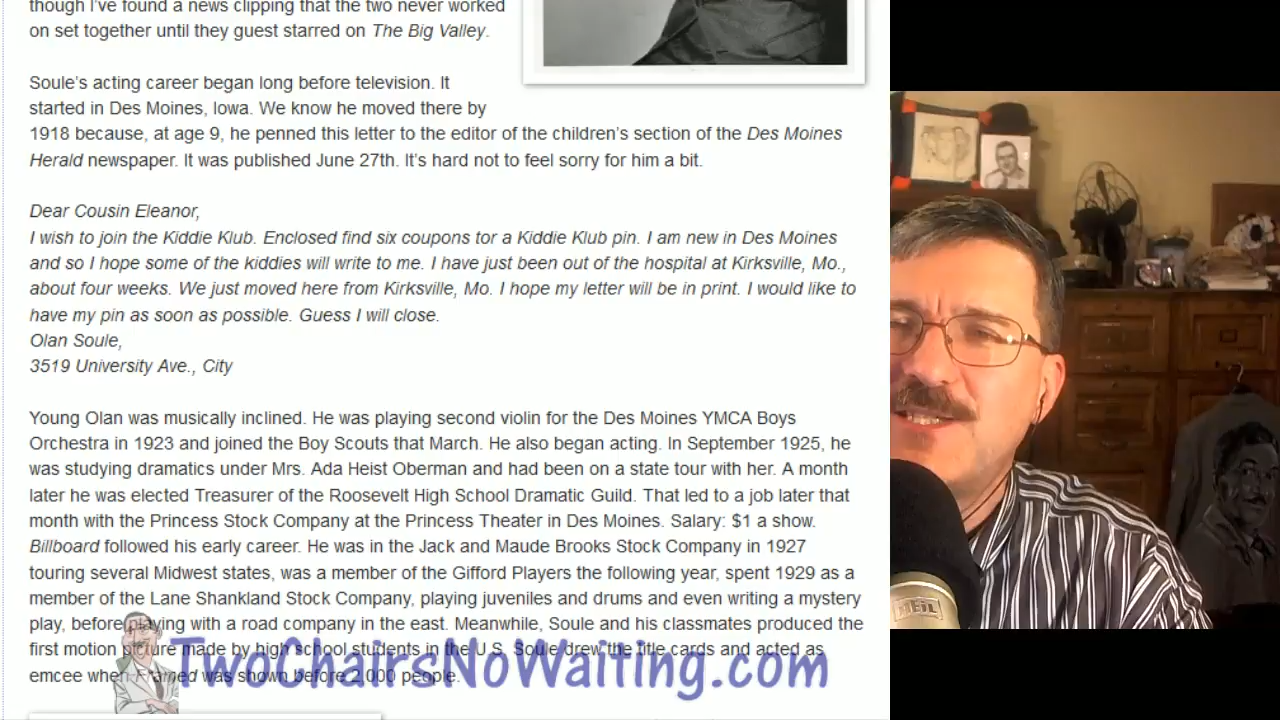 though I've found a news clipping that the two never worked
on set together until they guest starred on The Big Valley.
Soule's acting career began long before television. It
started in Des Moines, Iowa. We know he moved there by
1918 because, at age 9, he penned this letter to the editor of the children's section of the Des Moines
Herald newspaper. It was published June 27th. It's hard not to feel sorry for him a bit.
Dear Cousin Eleanor,
I wish to join the Kiddie Klub. Enclosed find six coupons for a Kiddie Klub pin. I am new in Des Moines
and so I hope some of the kiddies will write to me. I have just been out of the hospital at Kirksville, Mo.,
about four weeks. We just moved here from Kirksville, Mo. I hope my letter will be in print. I would like to
have my pin as soon as possible. Guess I will close.
Olan Soule,
3519 University Ave., City
Young Olan was musically inclined. He was playing second violin for the Des Moines YMCA Boys
Orchestra in 1923 and joined the Boy Scouts that March. He also began acting. In September 1925, he
was studying dramatics under Mrs. Ada Heist Oberman and had been on a state tour with her. A month
later he was elected Treasurer of the Roosevelt High School Dramatic Guild. That led to a job later that
month with the Princess Stock Company at the Princess Theater in Des Moines. Salary: $1 a show.
Billboard followed his early career. He was in the Jack and Maude Brooks Stock Company in 1927
touring several Midwest states, was a member of the Gifford Players the following year, spent 1929 as a
member of the Lane Shankland Stock Company, playing juveniles and drums and even writing a mystery
play, before playing with a road company in the east. Meanwhile, Soule and his classmates produced the
first motion picture made by high school students in the U.S. Soule drew the title cards and acted as
emcee when Framed was shown before 2,000 people.
TwoChairsNoWaiting.com
HEIL